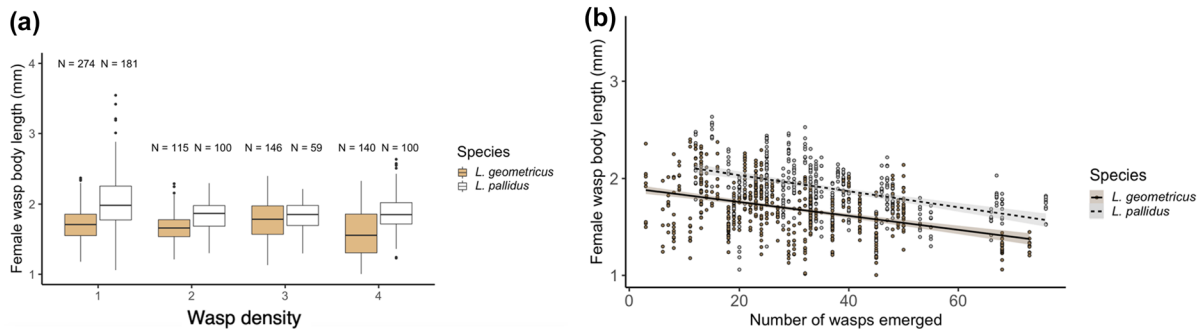 (a)
Female wasp body length (mm)
4
3
2
1
N = 274 N = 181
N = 115 N = 100 N = 146 N = 59 N = 140 N = 100
1 2 3 4
Wasp density
Species
L. geometricus
L. pallidus
(b)
Female wasp body length (mm)
3
2
1
0 20 40 60
Number of wasps emerged
Species
L. geometricus
L. pallidus